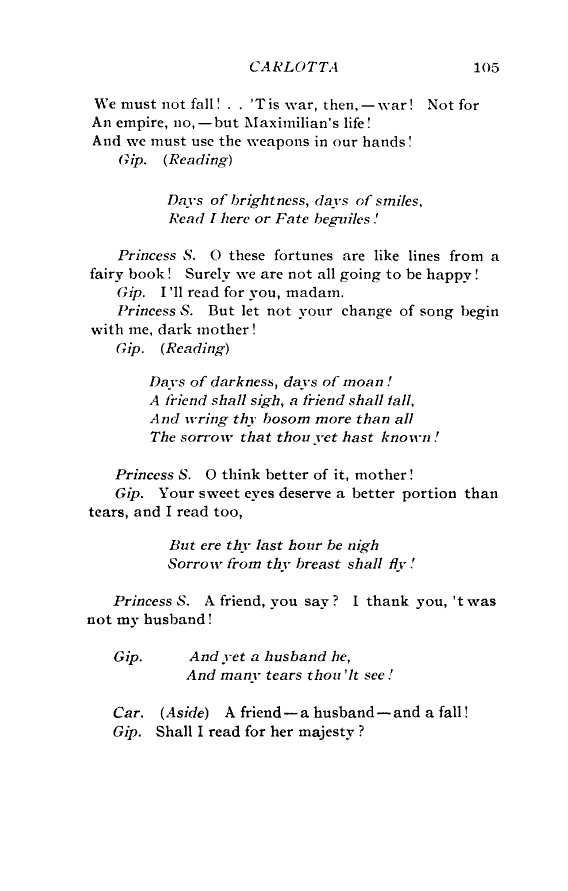 CARLOTTA 105
We must not fall! . . 'Tis war, then,—war! Not for
An empire, no,—but Maximilian's life!
And we must use the weapons in our hands!
Gip. (Reading)
Days of brightness, days of smiles,
Read I here or Fate beguiles!
Princess S. O these fortunes are like lines from a
fairy book! Surely we are not all going to be happy!
Gip. I'll read for you, madam.
Princess S. But let not your change of song begin
with me, dark mother!
Gip. (Reading)
Days of darkness, days of moan!
A friend shall sigh, a friend shall fall,
And wring thy bosom more than all
The sorrow that thou yet hast known!
Princess S. O think better of it, mother!
Gip. Your sweet eyes deserve a better portion than
tears, and I read too,
But ere thy last hour be nigh
Sorrow from thy breast shall fly!
Princess S. A friend, you say? I thank you, 'twas
not my husband!
Gip. And yet a husband he,
And many tears thou'lt see!
Car. (Aside) A friend—a husband—and a fall!
Gip. Shall I read for her majesty?